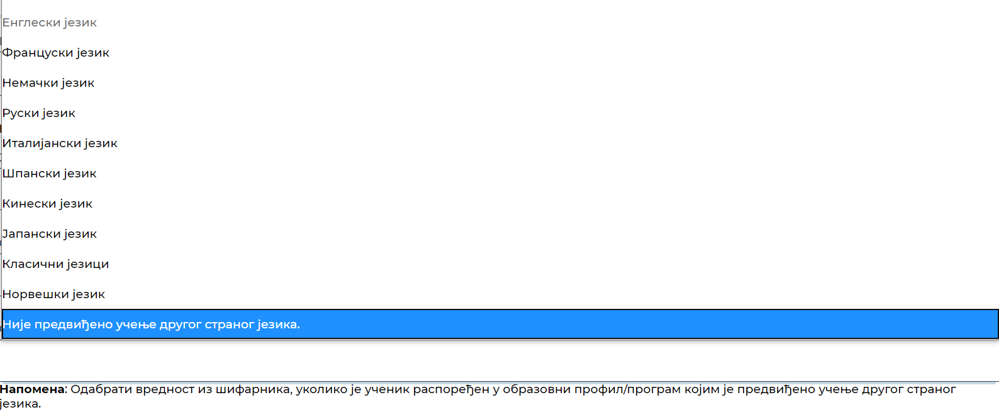 Енглески језик
Француски језик
Немачки језик
Руски језик
Италијански језик
Шпански језик
Кинески језик
Јапански језик
Класични језици
Норвешки језик
Није предвиђено учење другог страног језика.
Напомена: Одабрати вредност из шифарника, уколико је ученик распоређен у образовни профил/програм којим је предвиђено учење другог страног
језика.